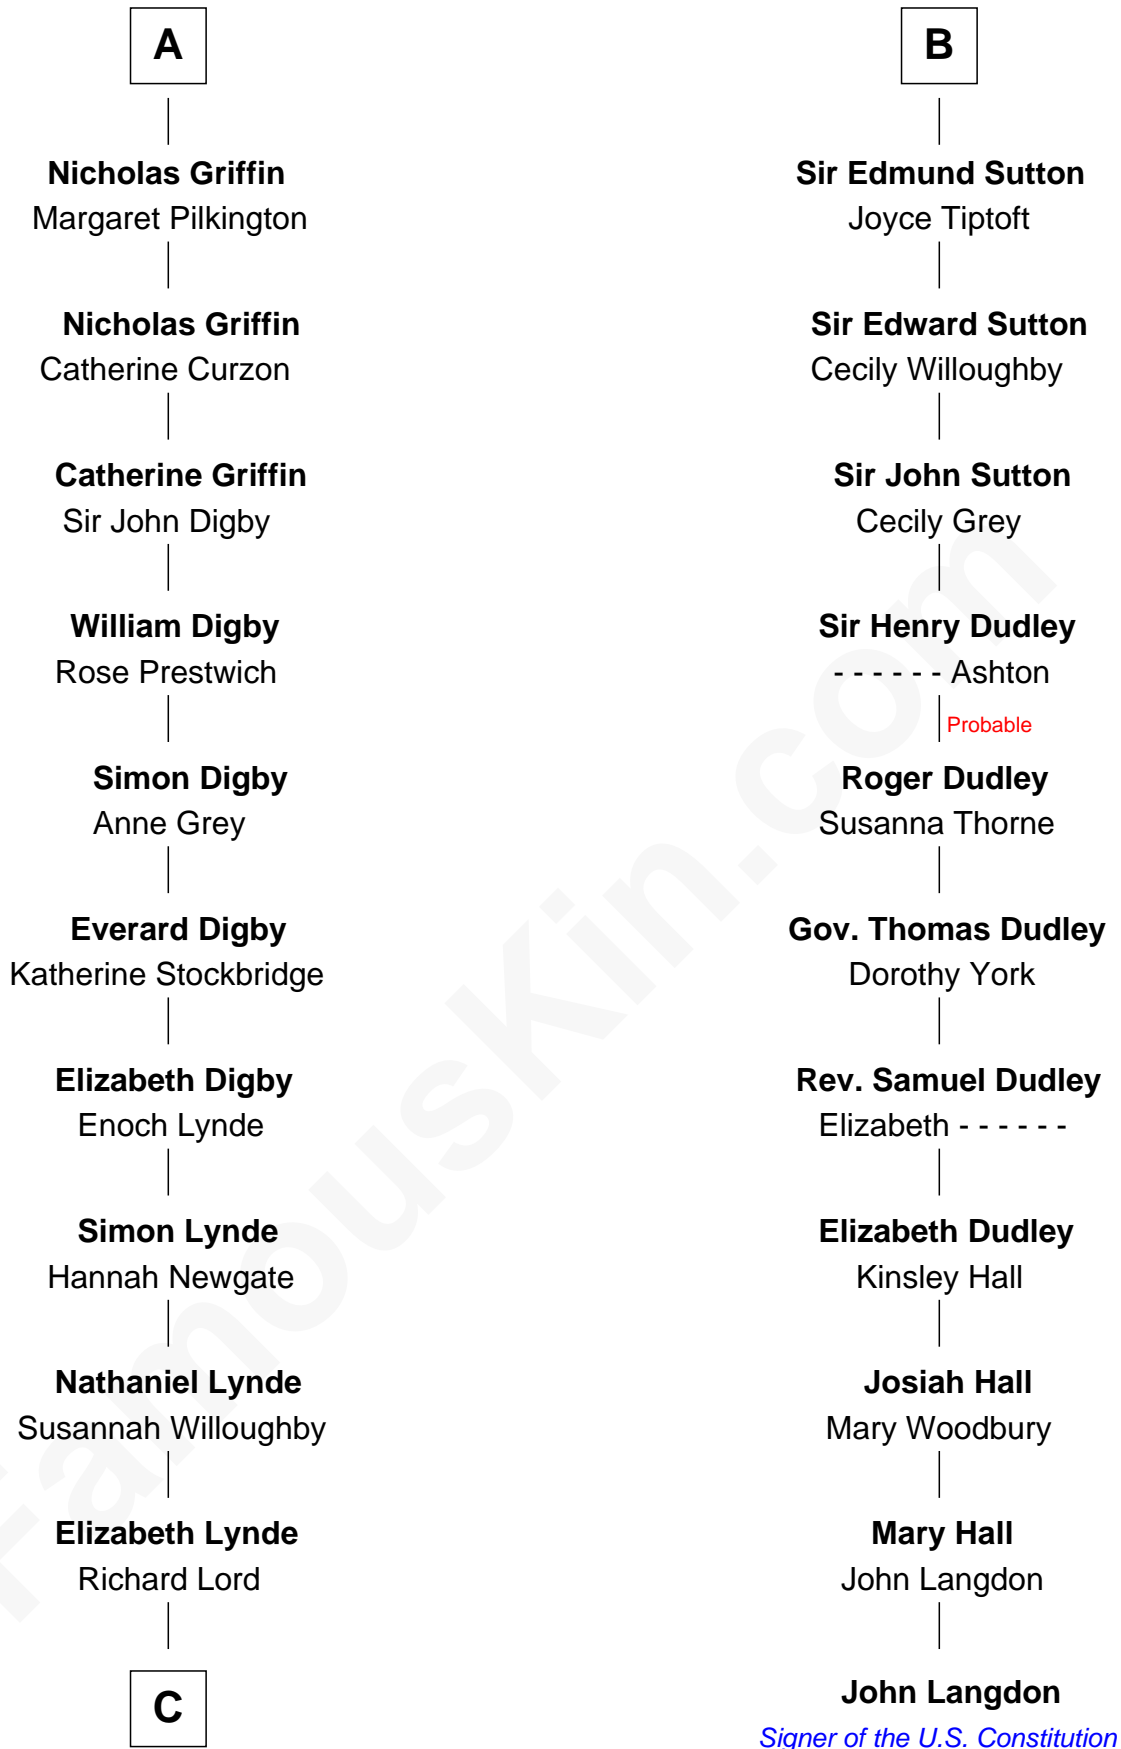 A
Nicholas Griffin
Margaret Pilkington
Nicholas Griffin
Catherine Curzon
Catherine Griffin
Sir John Digby
William Digby
Rose Prestwich
Simon Digby
Anne Grey
Everard Digby
Katherine Stockbridge
Elizabeth Digby
Enoch Lynde
Simon Lynde
Hannah Newgate
Nathaniel Lynde
Susannah Willoughby
Elizabeth Lynde
Richard Lord
C
B
Sir Edmund Sutton
Joyce Tiptoft
Sir Edward Sutton
Cecily Willoughby
Sir John Sutton
Cecily Grey
Sir Henry Dudley
- - - - - - Ashton
Probable
Roger Dudley
Susanna Thorne
Gov. Thomas Dudley
Dorothy York
Rev. Samuel Dudley
Elizabeth - - - - - -
Elizabeth Dudley
Kinsley Hall
Josiah Hall
Mary Woodbury
Mary Hall
John Langdon
John Langdon
Signer of the U.S. Constitution
FamousKin.com